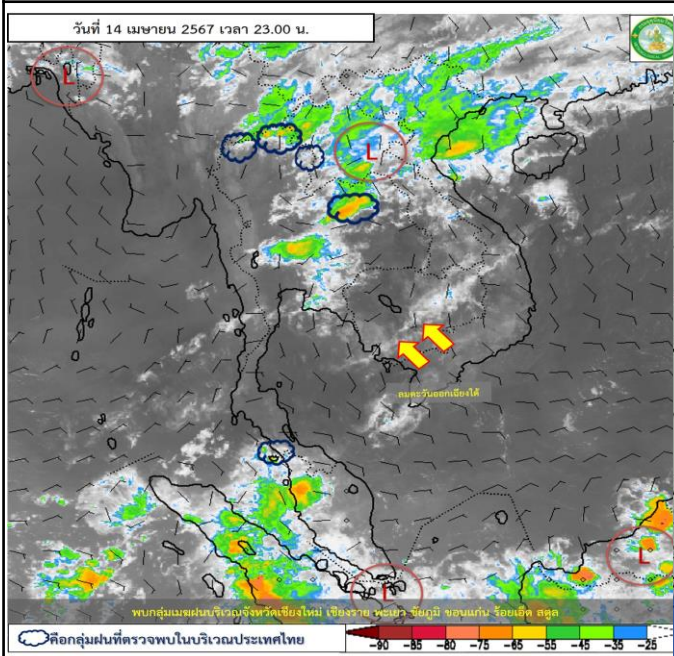 วันที่ 14 เมษายน 2567 เวลา 23.00 น.
L
L
ลมตะวันออกเฉียงใต้
L
L
พบกลุ่มเมฆฝนบริเวณจังหวัดเชียงใหม่ เชียงราย พะเยา ชัยภูมิ ขอนแก่น ร้อยเอ็ด สตูล
คือกลุ่มฝนที่ตรวจพบในบริเวณประเทศไทย
-90 -85 -80 -75 -65 -55 -45 -35 -25